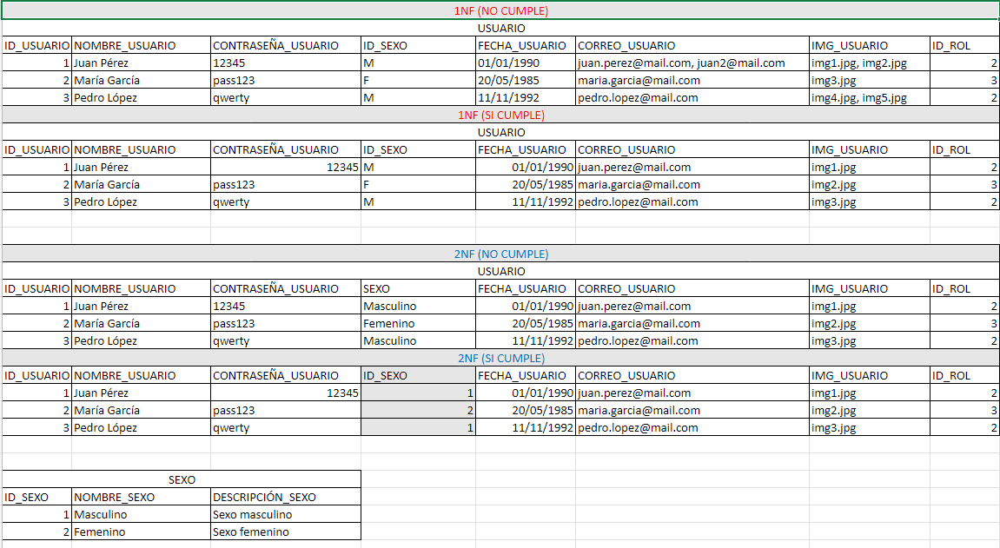 1NF (NO CUMPLE)
USUARIO
ID_USUARIO NOMBRE_USUARIO CONTRASEÑA_USUARIO ID_SEXO FECHA_USUARIO CORREO_USUARIO IMG_USUARIO ID_ROL
1 Juan Pérez 12345 M 01/01/1990 juan.perez@mail.com, juan2@mail.com img1.jpg, img2.jpg 2
2 María García pass123 F 20/05/1985 maria.garcia@mail.com img3.jpg 3
3 Pedro López qwerty M 11/11/1992 pedro.lopez@mail.com img4.jpg, img5.jpg 2
1NF (SI CUMPLE)
USUARIO
ID_USUARIO NOMBRE_USUARIO CONTRASEÑA_USUARIO ID_SEXO FECHA_USUARIO CORREO_USUARIO IMG_USUARIO ID_ROL
1 Juan Pérez 12345 M 01/01/1990 juan.perez@mail.com img1.jpg 2
2 María García pass123 F 20/05/1985 maria.garcia@mail.com img2.jpg 3
3 Pedro López qwerty M 11/11/1992 pedro.lopez@mail.com img3.jpg 2
2NF (NO CUMPLE)
USUARIO
ID_USUARIO NOMBRE_USUARIO CONTRASEÑA_USUARIO SEXO FECHA_USUARIO CORREO_USUARIO IMG_USUARIO ID_ROL
1 Juan Pérez 12345 Masculino 01/01/1990 juan.perez@mail.com img1.jpg 2
2 María García pass123 Femenino 20/05/1985 maria.garcia@mail.com img2.jpg 3
3 Pedro López qwerty Masculino 11/11/1992 pedro.lopez@mail.com img3.jpg 2
2NF (SI CUMPLE)
ID_USUARIO NOMBRE_USUARIO CONTRASEÑA_USUARIO ID_SEXO FECHA_USUARIO CORREO_USUARIO IMG_USUARIO ID_ROL
1 Juan Pérez 12345 1 01/01/1990 juan.perez@mail.com img1.jpg 2
2 María García pass123 2 20/05/1985 maria.garcia@mail.com img2.jpg 3
3 Pedro López qwerty 1 11/11/1992 pedro.lopez@mail.com img3.jpg 2
SEXO
ID_SEXO NOMBRE_SEXO DESCRIPCIÓN_SEXO
1 Masculino Sexo masculino
2 Femenino Sexo femenino